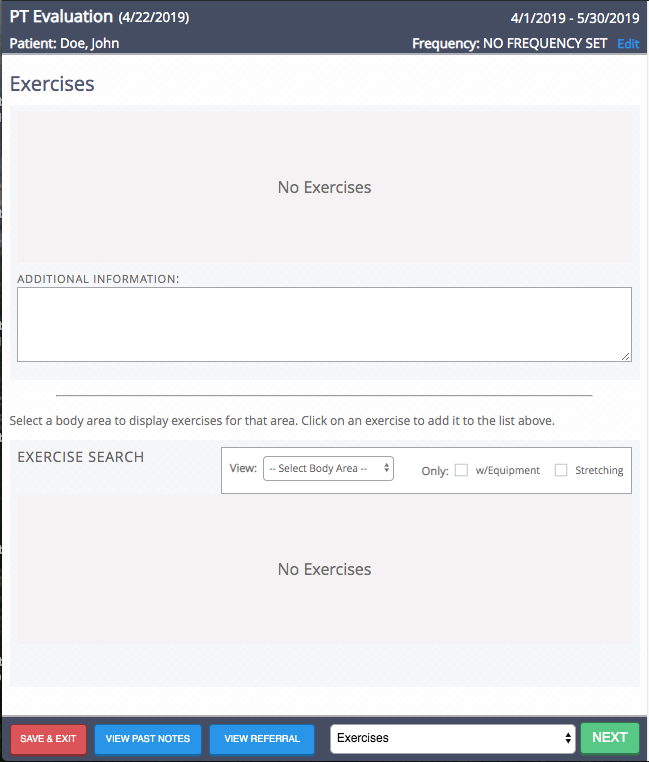 PT Evaluation (4/22/2019) 4/1/2019 - 5/30/2019
Patient: Doe, John Frequency: NO FREQUENCY SET Edit
Exercises
No Exercises
ADDITIONAL INFORMATION:
Select a body area to display exercises for that area. Click on an exercise to add it to the list above.
EXERCISE SEARCH View: -- Select Body Area -- Only: w/Equipment Stretching
No Exercises
SAVE & EXIT VIEW PAST NOTES VIEW REFERRAL Exercises NEXT